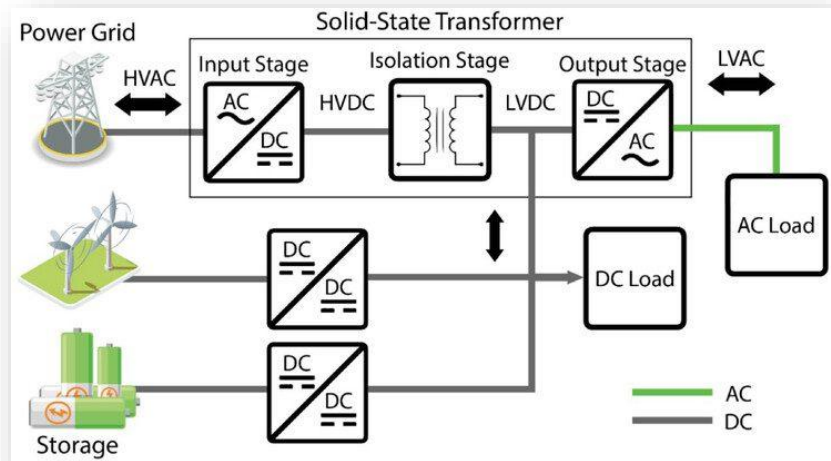 Solid-State Transformer
Power Grid
HVAC
Input Stage
Isolation Stage
Output Stage
LVAC
AC
DC
HVDC
LVDC
DC
AC
AC Load
DC
DC
DC Load
DC
DC
Storage
AC
DC